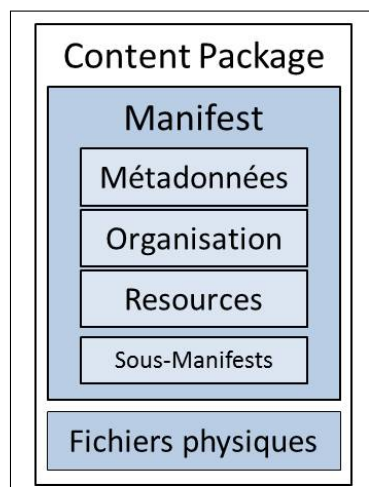 Content Package
Manifest
Métadonnées
Organisation
Resources
Sous-Manifests
Fichiers physiques